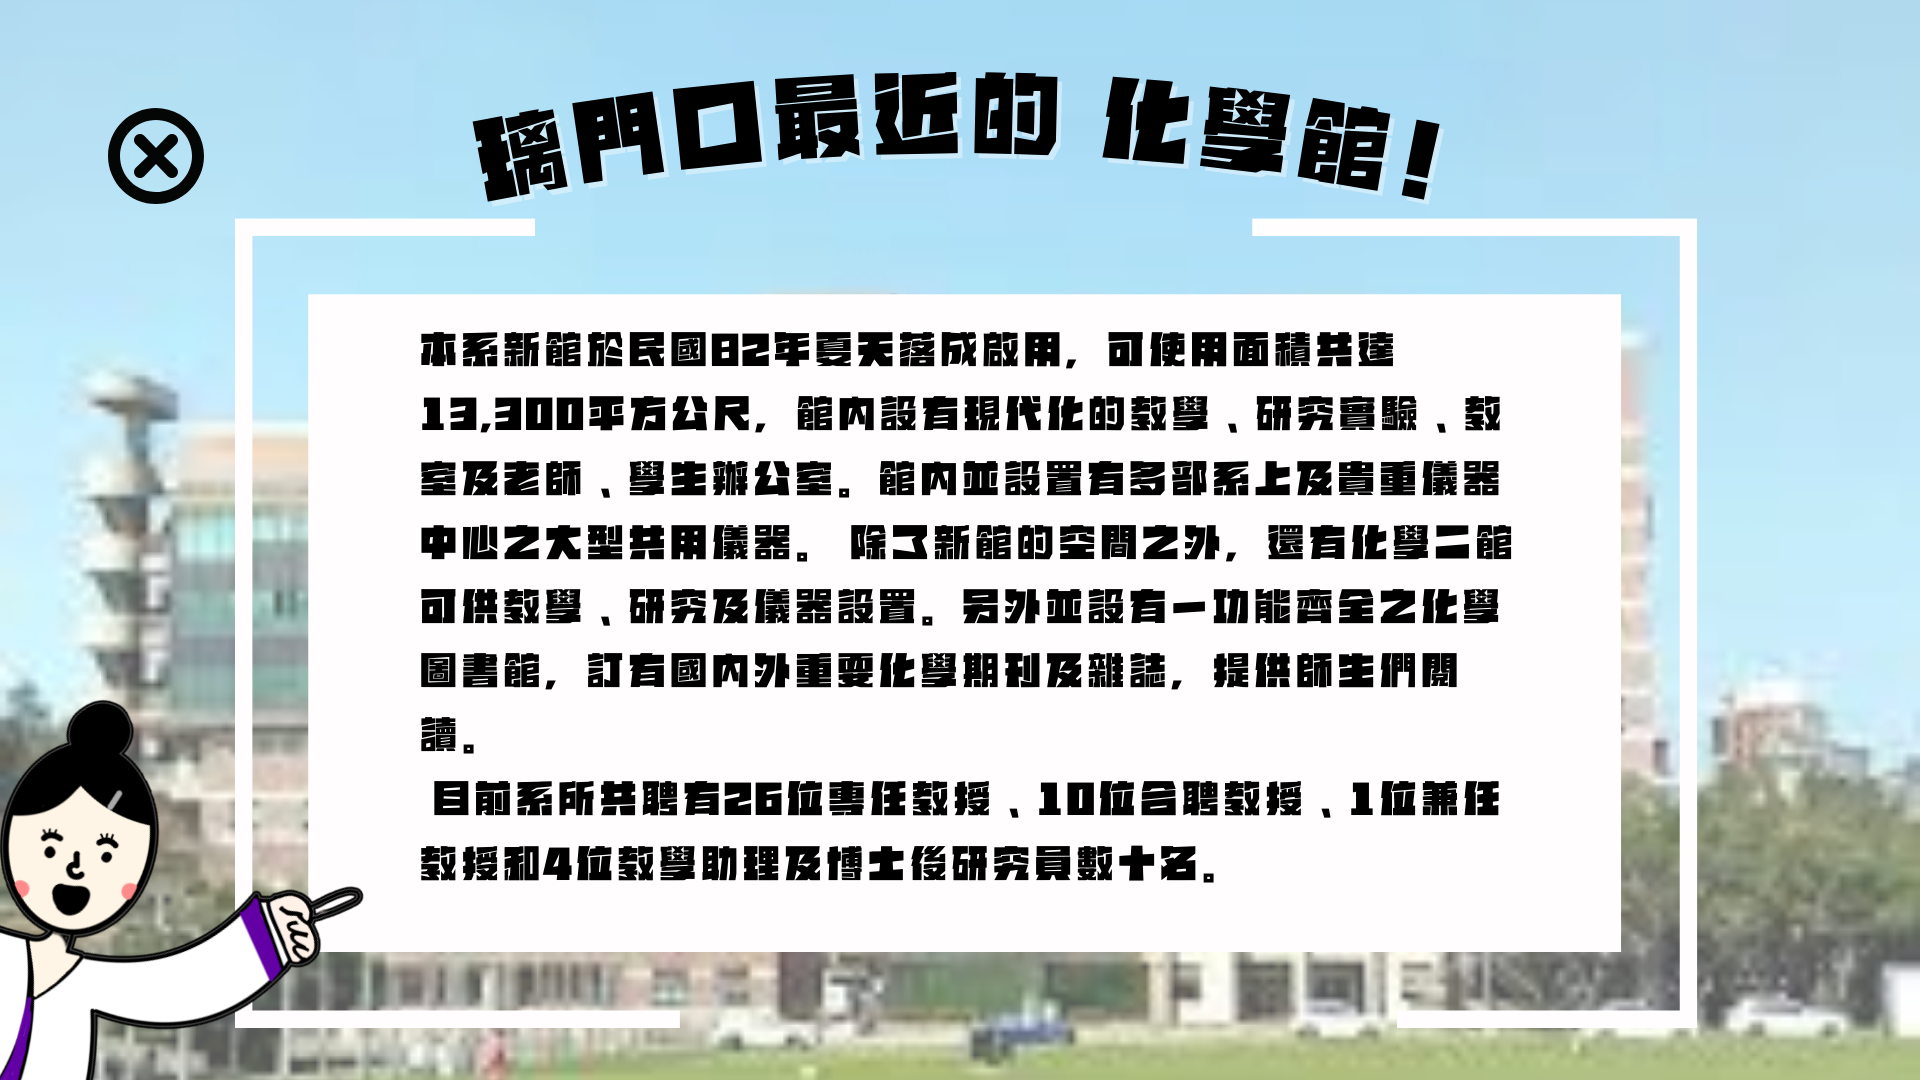 璃門口最近的 化學館!
本系新館於民國82年夏天落成啟用，可使用面積共達
13,300平方公尺，館內設有現代化的教學、研究實驗、教
室及老師、學生辦公室。館內並設置有多部系上及貴重儀器
中心之大型共用儀器。 除了新館的空間之外，還有化學二館
可供教學、研究及儀器設置。另外並設有一功能齊全之化學
圖書館，訂有國內外重要化學期刊及雜誌，提供師生們閱
讀。
目前系所共聘有26位專任教授、10位合聘教授、1位兼任
教授和4位教學助理及博士後研究員數十名。